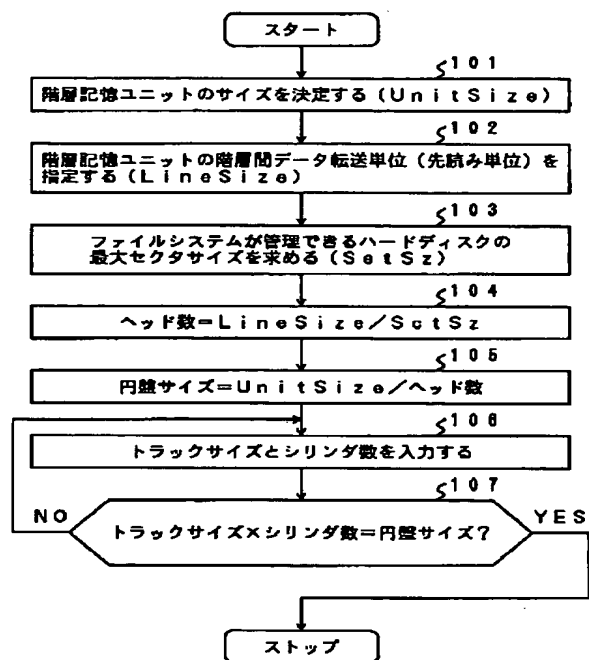 スタート
101
階層記憶ユニットのサイズを決定する(UnitSize)
102
階層記憶ユニットの階層間データ転送単位(先読み単位)を
指定する(LineSize)
103
ファイルシステムが管理できるハードディスクの
最大セクタサイズを求める(SctSz)
104
ヘッド数=LineSize/SctSz
105
円盤サイズ=UnitSize/ヘッド数
106
トラックサイズとシリンダ数を入力する
107
NO
トラックサイズ×シリンダ数=円盤サイズ?
YES
ストップ